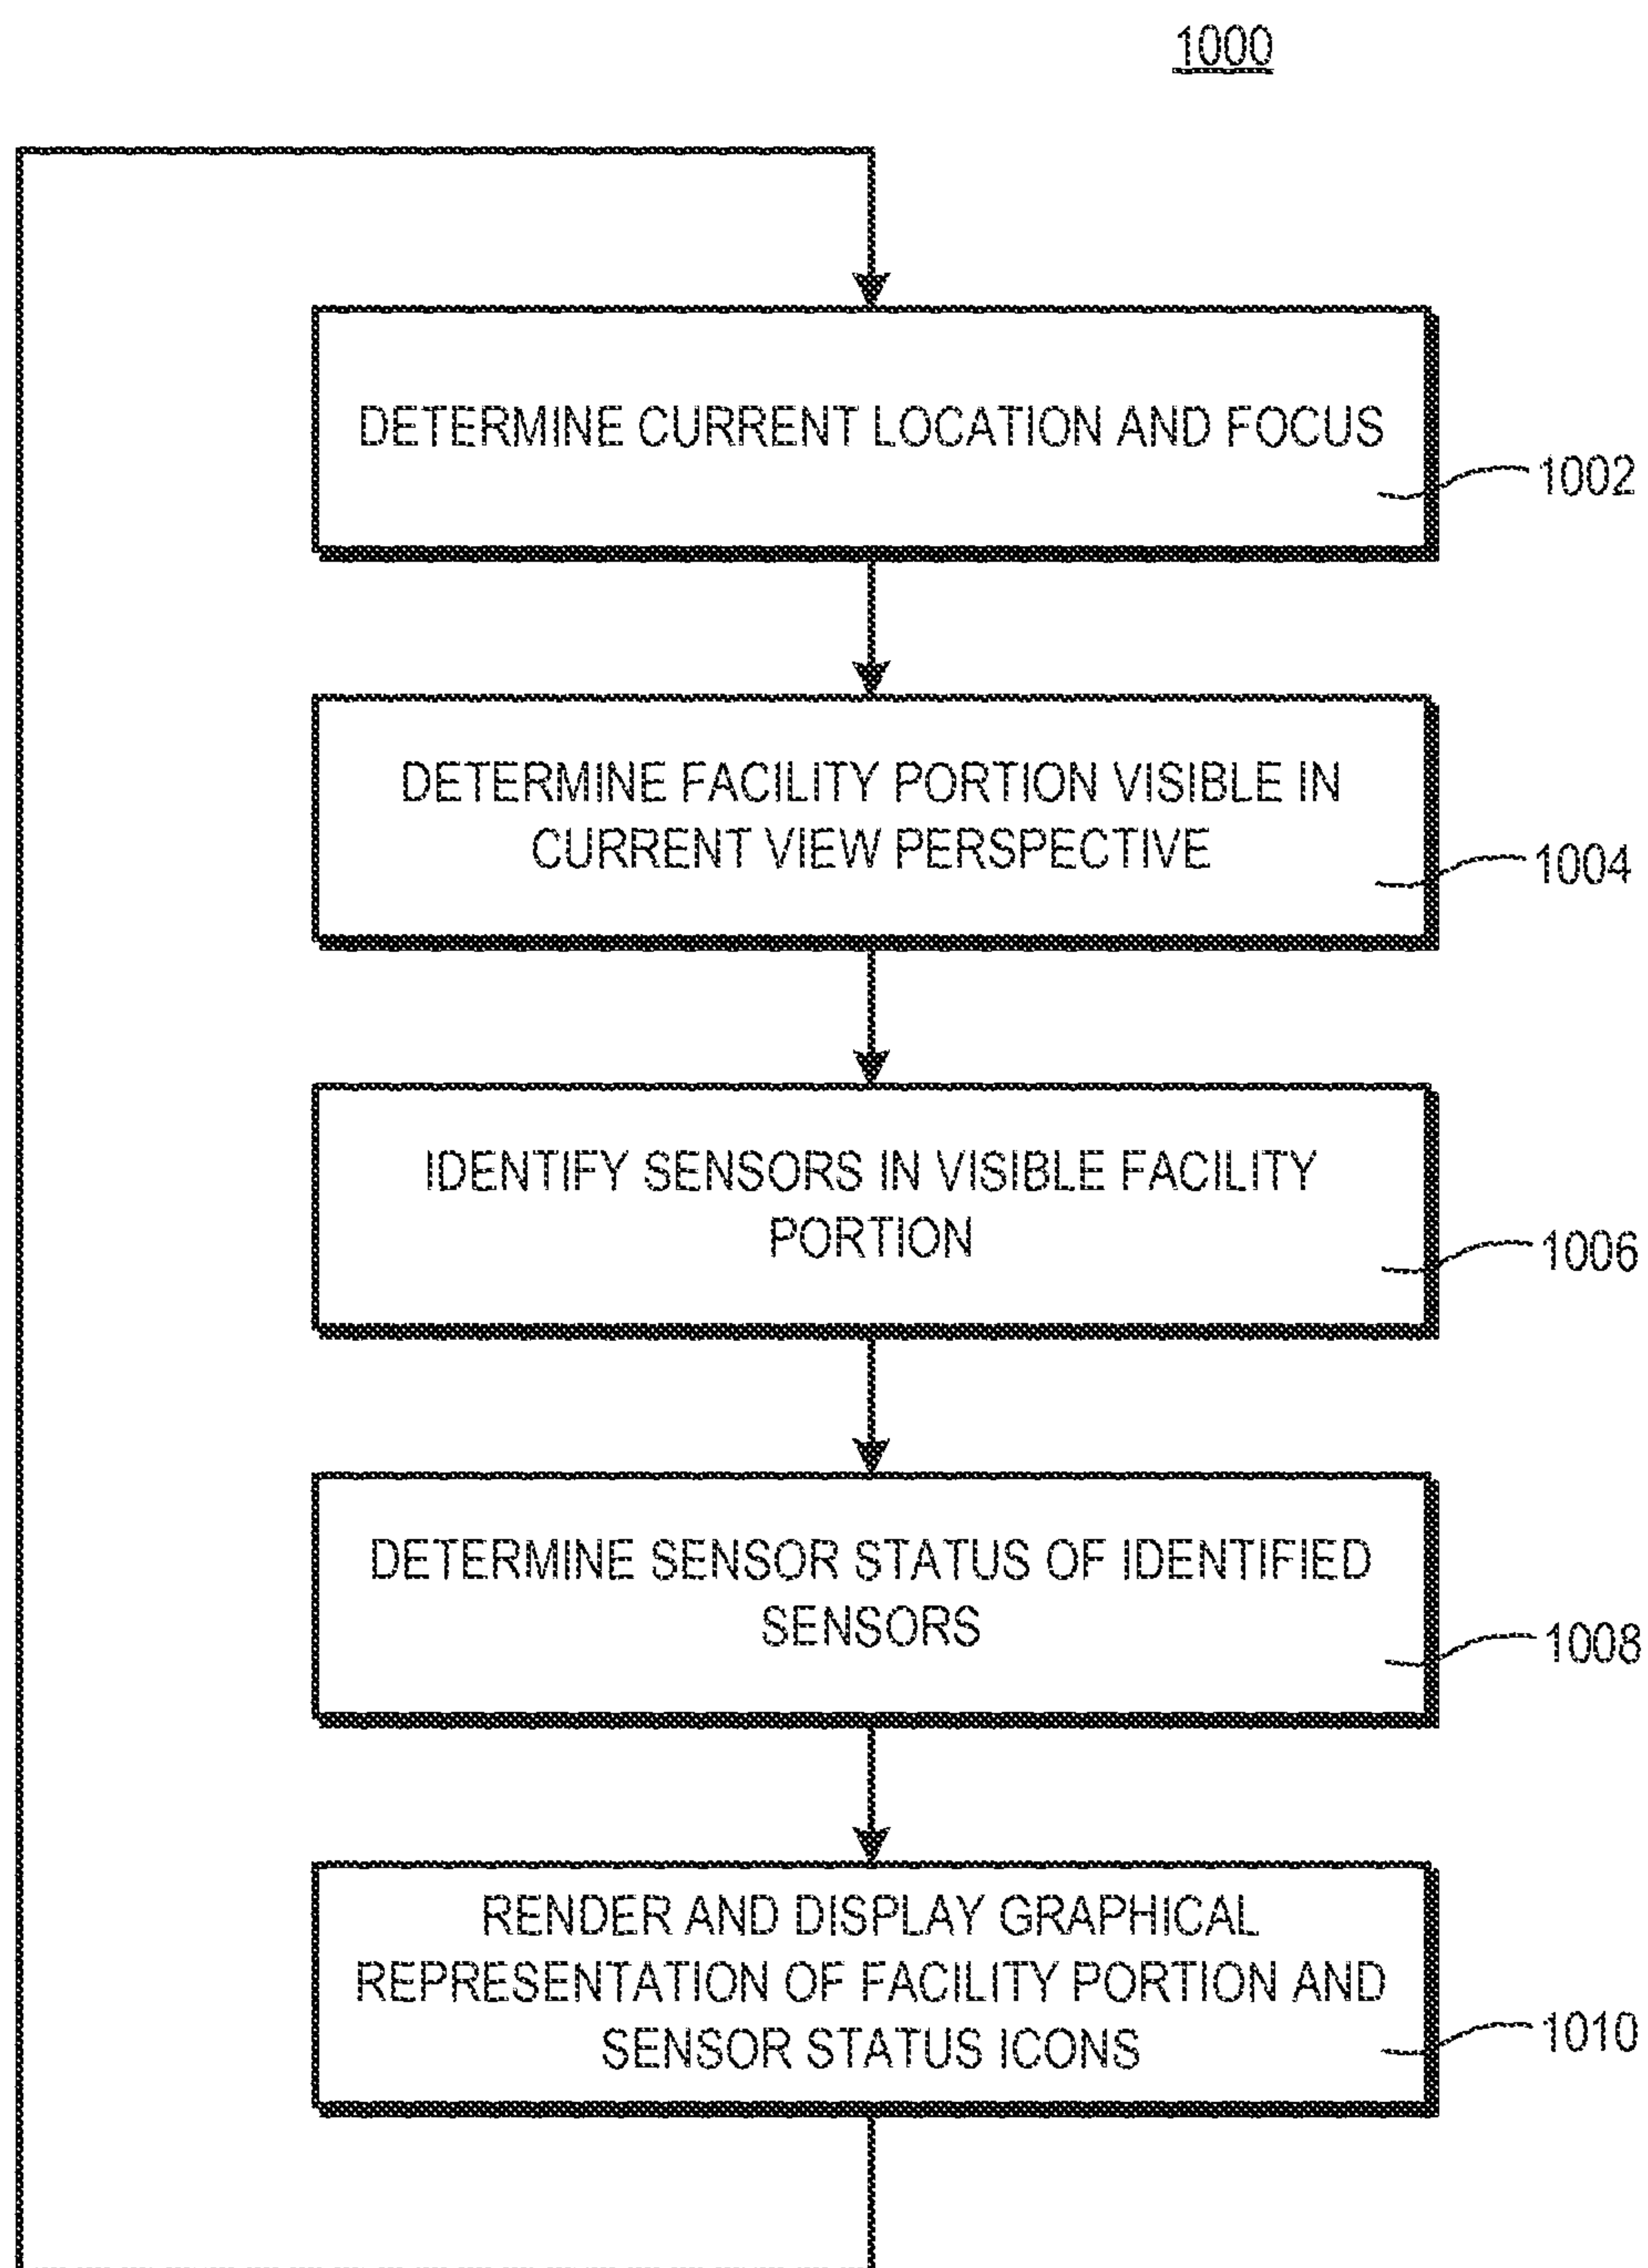 1000
DETERMINE CURRENT LOCATION AND FOCUS
1002
DETERMINE FACILITY PORTION VISIBLE IN
CURRENT VIEW PERSPECTIVE
1004
IDENTIFY SENSORS IN VISIBLE FACILITY
PORTION
1006
DETERMINE SENSOR STATUS OF IDENTIFIED
SENSORS
1008
RENDER AND DISPLAY GRAPHICAL
REPRESENTATION OF FACILITY PORTION AND
SENSOR STATUS ICONS
1010